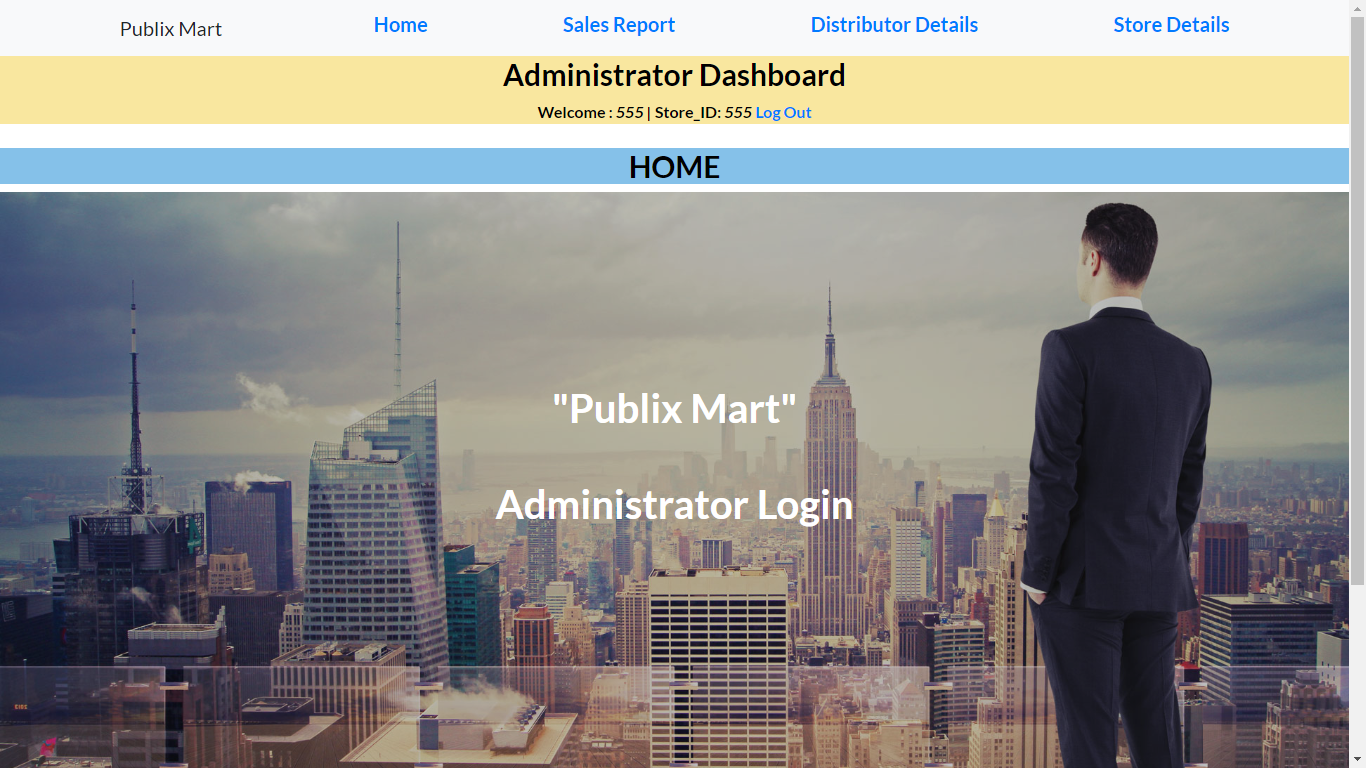 Publix Mart Home Sales Report Distributor Details Store Details
Administrator Dashboard
Welcome : 555 | Store_ID: 555 Log Out
HOME
"Publix Mart"
Administrator Login